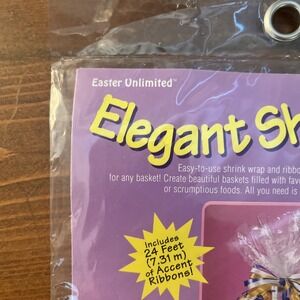 Easter Unlimited™
Elegant Sh
Easy-to-use shrink wrap and ribbo
for any basket! Create beautiful baskets filled with fav
or scrumptious foods. All you need is
Includes
24 Feet
(7.31 m)
of Accent
Ribbons!